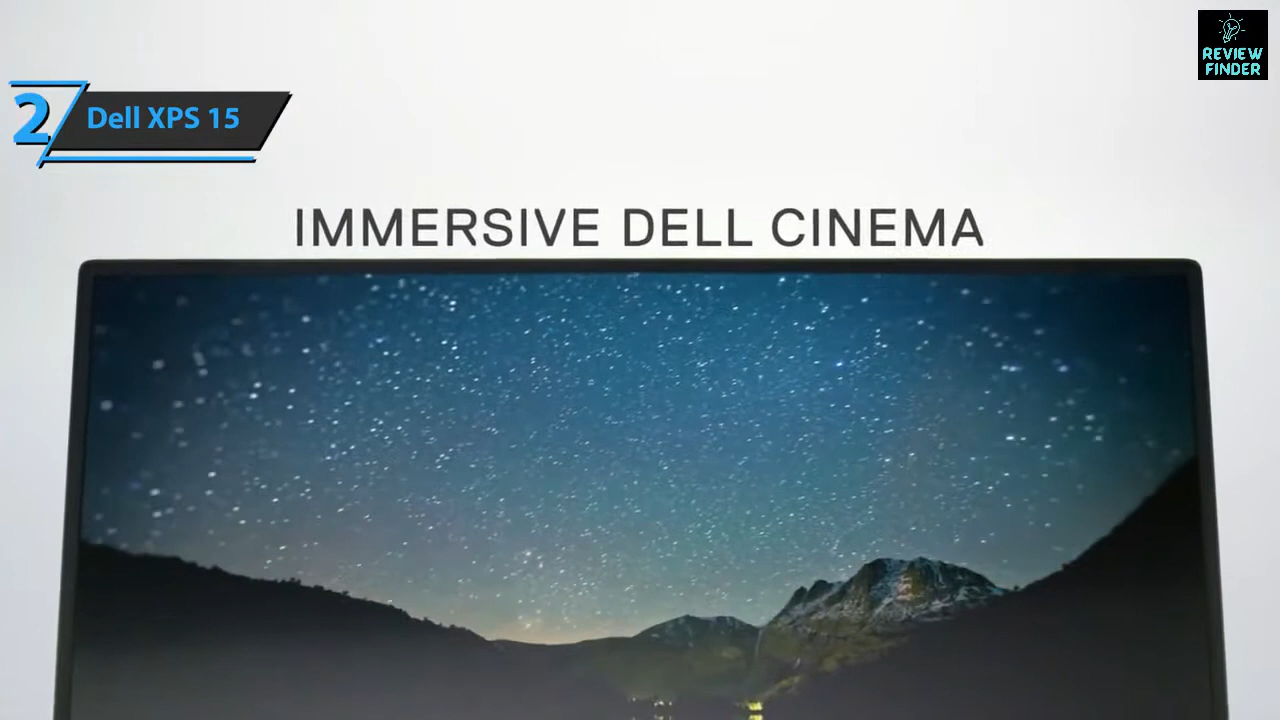 REVIEW
FINDER
2
Dell XPS 15
IMMERSIVE DELL CINEMA